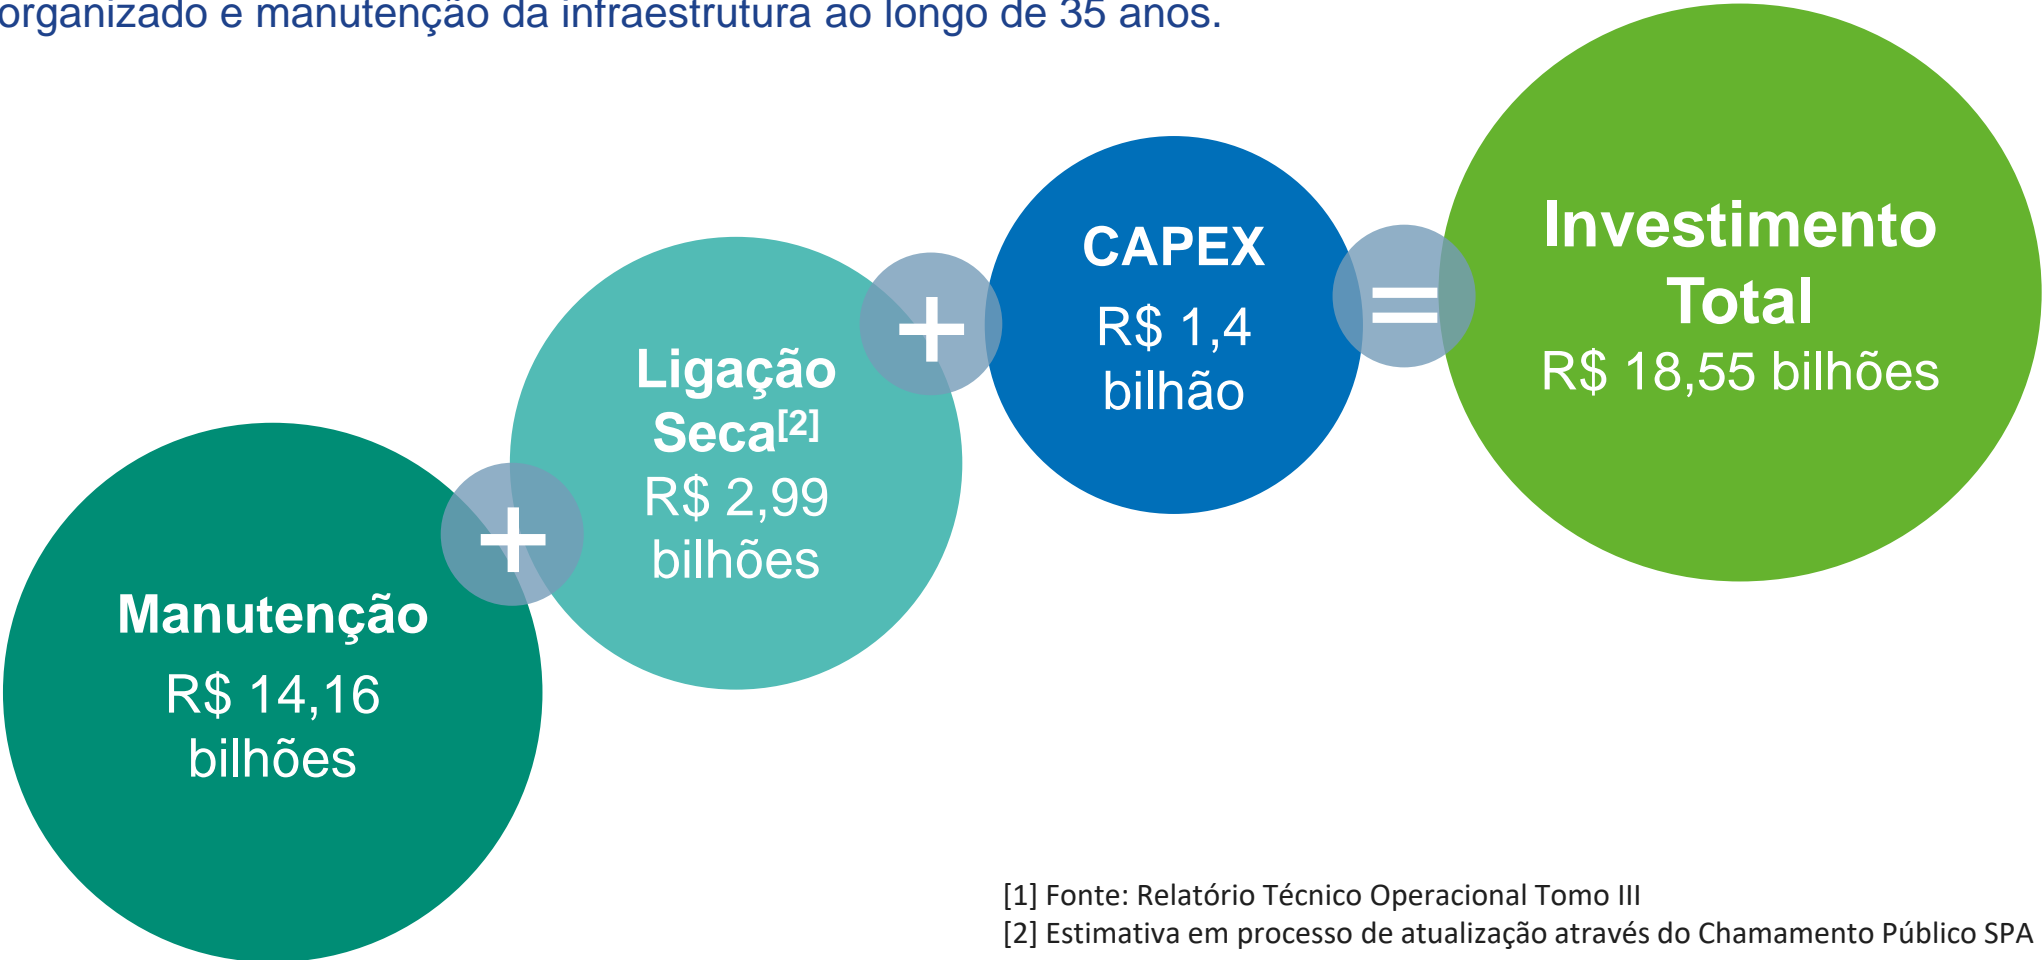 organizado e manutenção da infraestrutura ao longo de 35 anos.
Manutenção
R$ 14,16
bilhões
+
Ligação
Seca[2]
R$ 2,99
bilhões
+
CAPEX
R$ 1,4
bilhão
=
Investimento
Total
R$ 18,55 bilhões
[1] Fonte: Relatório Técnico Operacional Tomo III
[2] Estimativa em processo de atualização através do Chamamento Público SPA